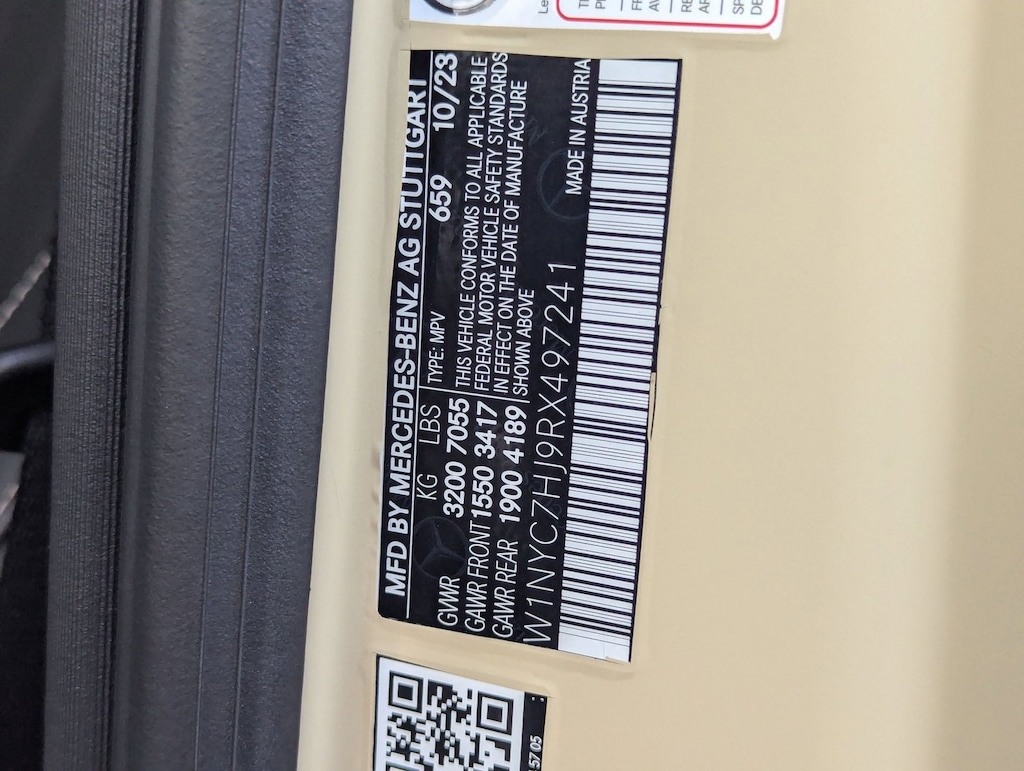 MFD BY MERCEDES-BENZ AG STUTTGART
KG LBS TYPE: MPV 659 10/23
GVWR 3200 7055
GAWR FRONT 1550 3417
GAWR REAR 1900 4189
THIS VEHICLE CONFORMS TO ALL APPLICABLE
FEDERAL MOTOR VEHICLE SAFETY STANDARDS
IN EFFECT ON THE DATE OF MANUFACTURE
SHOWN ABOVE
MADE IN AUSTRIA
W1NYC7HJ9RX497241